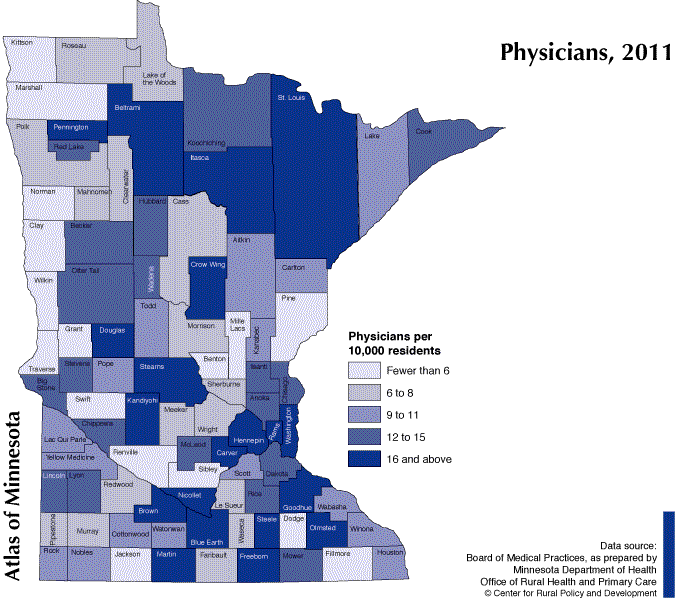 Physicians, 2011
Kittson
Roseau
Lake of
the Woods
Marshall
Beltrami
St. Louis
Polk
Pennington
Red Lake
Koochiching
Lake
Cook
Itasca
Clearwater
Norman
Mahnomen
Hubbard
Cass
Clay
Becker
Aitkin
Wilkin
Otter Tail
Wadena
Crow Wing
Carlton
Pine
Todd
Grant
Douglas
Morrison
Mille
Lacs
Kanabec
Traverse
Stevens
Pope
Stearns
Benton
Isanti
Chisago
Big
Stone
Sherburne
Anoka
Swift
Kandiyohi
Meeker
Wright
Chippewa
Hennepin
Rams
Washington
Lac Qui Parle
McLeod
Carver
Yellow Medicine
Renville
Sibley
Scott
Dakota
Lincoln
Lyon
Redwood
Nicollet
Le Sueur
Rice
Goodhue
Wabasha
Brown
Pipestone
Murray
Cottonwood
Watonwan
Blue Earth
Waseca
Steele
Dodge
Olmsted
Winona
Rock
Nobles
Jackson
Martin
Faribault
Freeborn
Mower
Fillmore
Houston
Physicians per
10,000 residents
Fewer than 6
6 to 8
9 to 11
12 to 15
16 and above
Atlas of Minnesota
Data source:
Board of Medical Practices, as prepared by
Minnesota Department of Health
Office of Rural Health and Primary Care
© Center for Rural Policy and Development